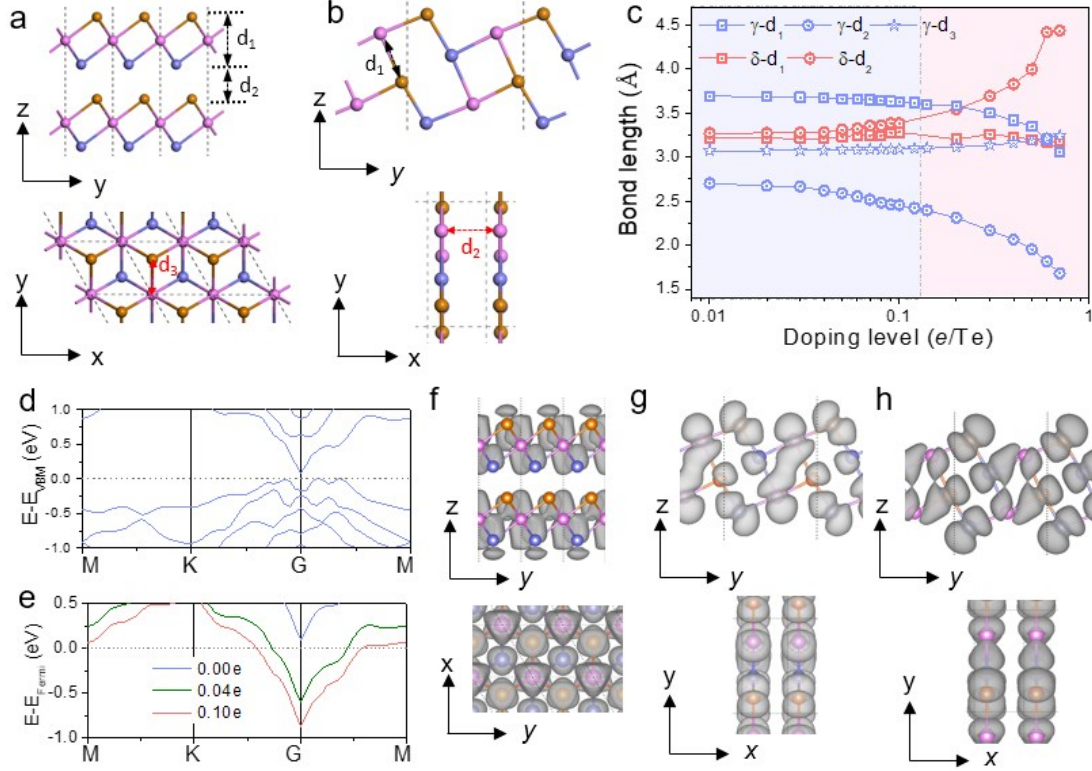 a
d₁
d₂
z
y
d₃
y
x
b
d₁
z
y
d₂
y
x
c
γ-d₁
γ-d₂
γ-d₃
δ-d₁
δ-d₂
Bond length (Å)
4.5
4.0
3.5
3.0
2.5
2.0
1.5
0.01
0.1
1
Doping level (e/Te)
d
E-E_VBM (eV)
1.0
0.5
0.0
-0.5
-1.0
M
K
G
M
e
E-E_Fermi (eV)
0.5
0.0
-0.5
-1.0
0.00e
0.04e
0.10e
M
K
G
M
f
z
y
x
y
g
z
y
y
x
h
z
y
y
x